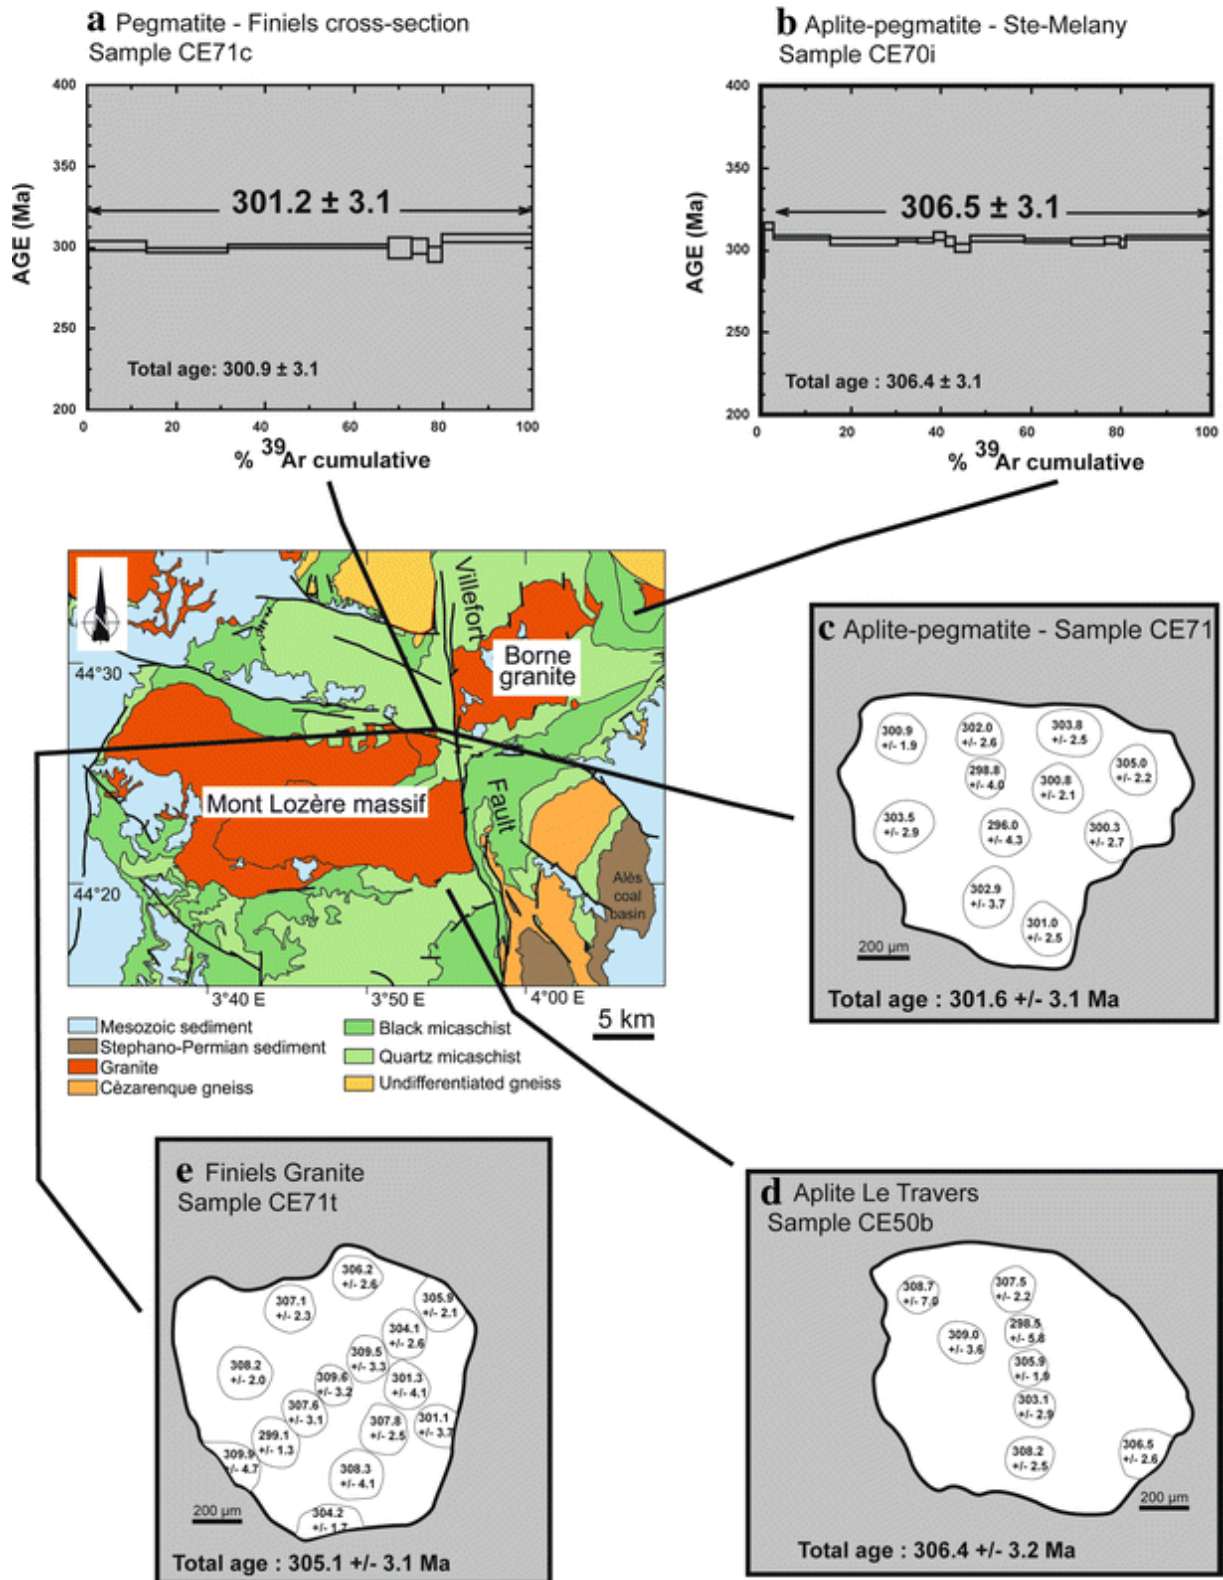 a Pegmatite - Finiels cross-section
Sample CE71c
400
350
300
250
200
AGE (Ma)
301.2 ± 3.1
Total age: 300.9 ± 3.1
0 20 40 60 80 100
% 39Ar cumulative
b Aplite-pegmatite - Ste-Melany
Sample CE70i
400
350
300
250
200
AGE (Ma)
306.5 ± 3.1
Total age : 306.4 ± 3.1
0 20 40 60 80 100
% 39Ar cumulative
Villefort
Fault
Borne
granite
Mont Lozère massif
Alès
coal
basin
44°30
44°20
3°40 E
3°50 E
4°00 E
5 km
Mesozoic sediment
Stephano-Permian sediment
Granite
Cèzarenque gneiss
Black micaschist
Quartz micaschist
Undifferentiated gneiss
c Aplite-pegmatite - Sample CE71
300.9
+/- 1.9
302.0
+/- 2.6
303.8
+/- 2.5
305.0
+/- 2.2
298.8
+/- 4.0
300.8
+/- 2.1
303.5
+/- 2.9
296.0
+/- 4.3
300.3
+/- 2.7
302.9
+/- 3.7
301.0
+/- 2.5
200 µm
Total age : 301.6 +/- 3.1 Ma
e Finiels Granite
Sample CE71t
306.2
+/- 2.6
307.1
+/- 2.3
305.9
+/- 2.1
304.1
+/- 2.6
309.5
+/- 3.3
308.2
+/- 2.0
309.6
+/- 3.2
301.3
+/- 4.1
307.6
+/- 3.1
307.8
+/- 2.5
301.1
299.1
+/- 1.3
309.9
+/- 4.7
308.3
+/- 4.1
304.2
+/- 1.7
200 µm
Total age : 305.1 +/- 3.1 Ma
d Aplite Le Travers
Sample CE50b
308.7
+/- 7.0
307.5
+/- 2.2
298.5
+/- 5.8
309.0
+/- 3.6
305.9
+/- 1.9
303.1
+/- 2.9
308.2
+/- 2.5
306.5
+/- 2.6
200 µm
Total age : 306.4 +/- 3.2 Ma